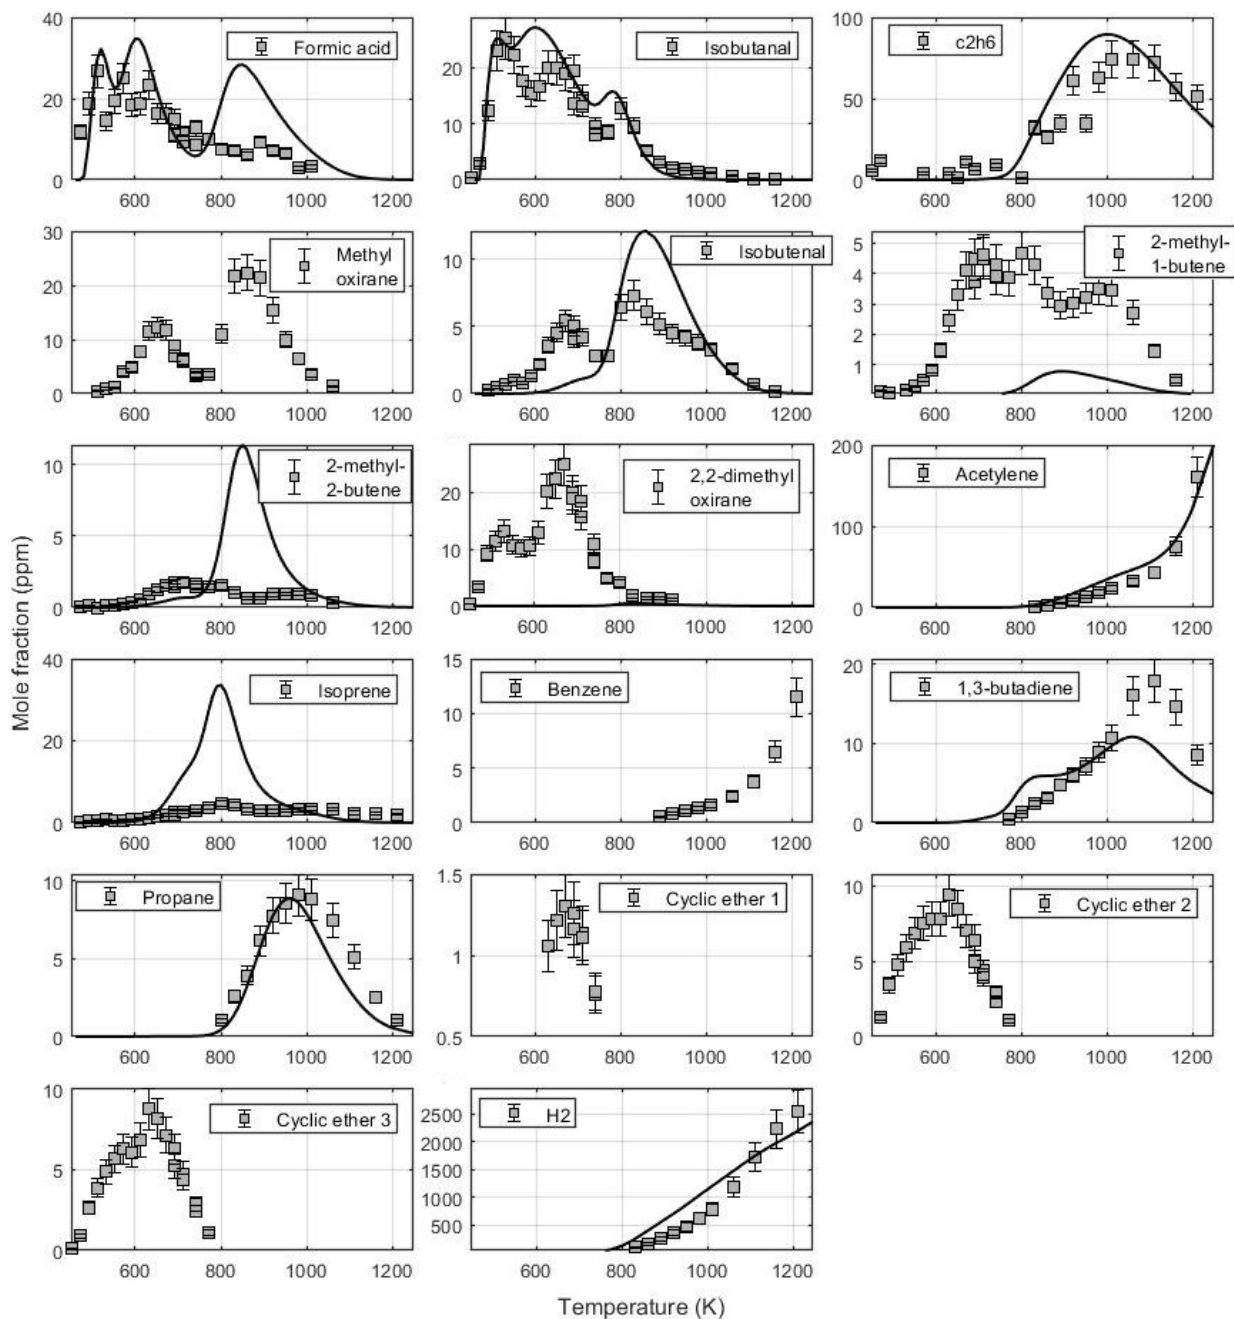 40
20
0
600 800 1000 1200
Formic acid
20
10
0
600 800 1000 1200
Isobutanal
100
50
0
600 800 1000 1200
c2h6
30
20
10
0
600 800 1000 1200
Methyl
oxirane
10
5
0
600 800 1000 1200
Isobutenal
5
4
3
2
1
600 800 1000 1200
2-methyl-
1-butene
10
5
0
600 800 1000 1200
2-methyl-
2-butene
20
10
0
600 800 1000 1200
2,2-dimethyl
oxirane
200
100
0
600 800 1000 1200
Acetylene
40
20
0
600 800 1000 1200
Isoprene
15
10
5
0
600 800 1000 1200
Benzene
20
10
0
600 800 1000 1200
1,3-butadiene
10
5
0
600 800 1000 1200
Propane
1.5
1
0.5
600 800 1000 1200
Cyclic ether 1
10
5
0
600 800 1000 1200
Cyclic ether 2
10
5
0
600 800 1000 1200
Cyclic ether 3
2500
2000
1500
1000
500
600 800 1000 1200
H2
Mole fraction (ppm)
Temperature (K)